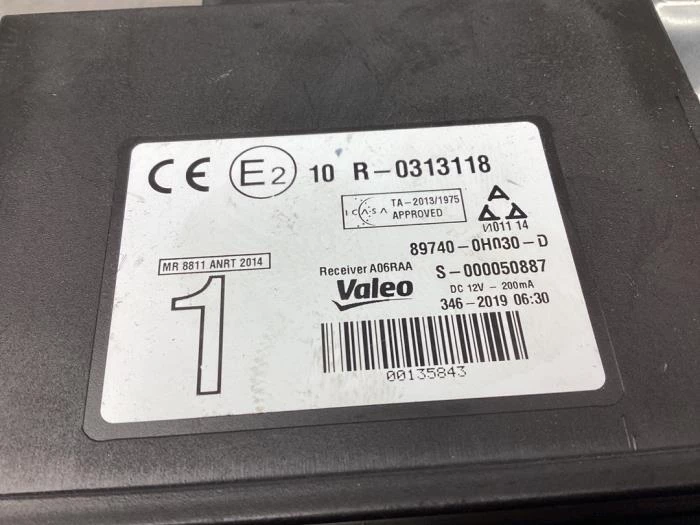 CE E2 10 R-0313118
ICASA TA-2013/1975
APPROVED
A
A A
И011 14
89740-0H030-D
MR 8811 ANRT 2014
Receiver A06RAA S-000050887
Valeo DC 12V - 200mA
346-2019 06:30
1
00135843